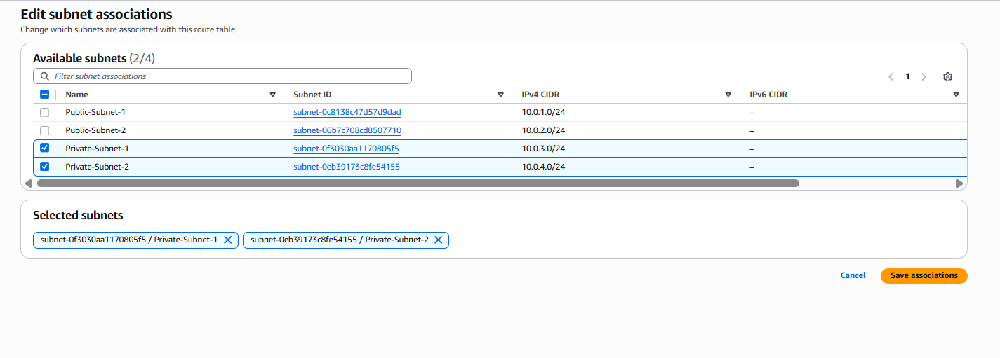 Edit subnet associations
Change which subnets are associated with this route table.
Available subnets (2/4)
Filter subnet associations
1
Name Subnet ID IPv4 CIDR IPv6 CIDR
Public-Subnet-1 subnet-0c8138c47d57d9dad 10.0.1.0/24 –
Public-Subnet-2 subnet-06b7c708cd8507710 10.0.2.0/24 –
Private-Subnet-1 subnet-0f3030aa1170805f5 10.0.3.0/24 –
Private-Subnet-2 subnet-0eb39173c8fe54155 10.0.4.0/24 –
Selected subnets
subnet-0f3030aa1170805f5 / Private-Subnet-1 subnet-0eb39173c8fe54155 / Private-Subnet-2
Cancel Save associations